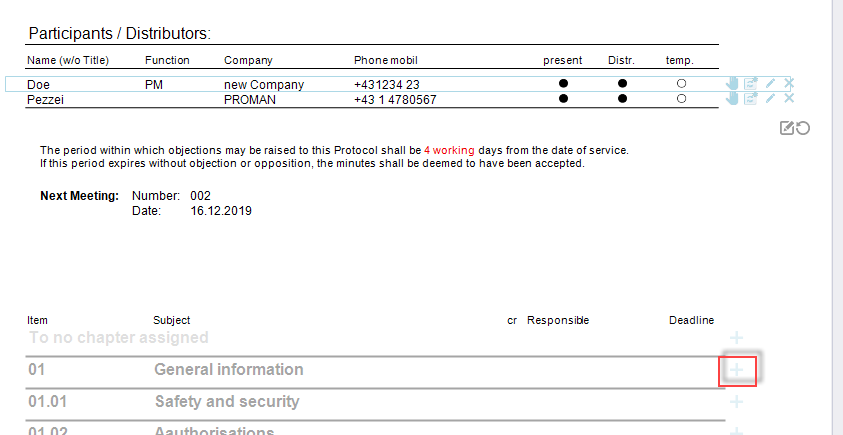 Participants / Distributors:
Name (w/o Title) Function Company Phone mobil present Distr. temp.
Doe PM new Company +431234 23
Pezzei PROMAN +43 1 4780567
The period within which objections may be raised to this Protocol shall be 4 working days from the date of service.
If this period expires without objection or opposition, the minutes shall be deemed to have been accepted.
Next Meeting: Number: 002
Date: 16.12.2019
Item Subject cr Responsible Deadline
To no chapter assigned
01 General information
01.01 Safety and security
01.02 Aauthorisations